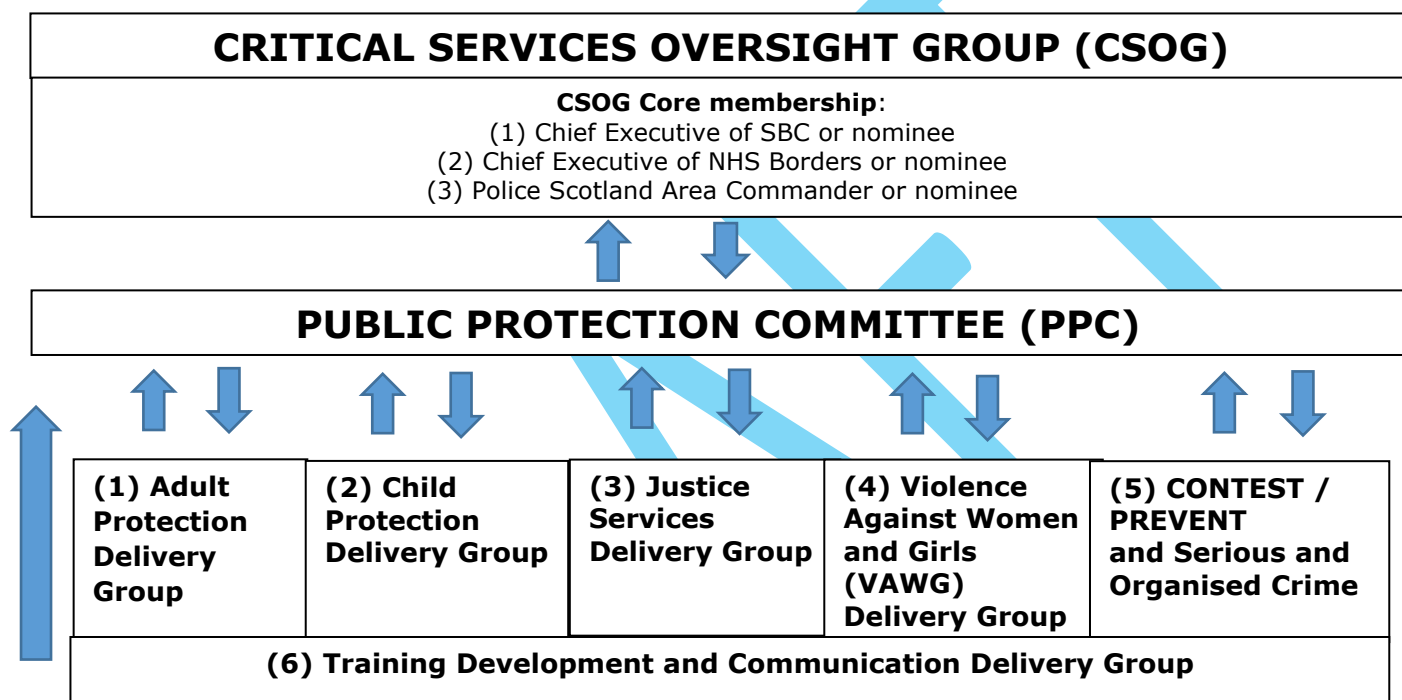 CRITICAL SERVICES OVERSIGHT GROUP (CSOG)
CSOG Core membership:
(1) Chief Executive of SBC or nominee
(2) Chief Executive of NHS Borders or nominee
(3) Police Scotland Area Commander or nominee
PUBLIC PROTECTION COMMITTEE (PPC)
(1) Adult
Protection
Delivery
Group
(2) Child
Protection
Delivery Group
(3) Justice
Services
Delivery Group
(4) Violence
Against Women
and Girls
(VAWG)
Delivery Group
(5) CONTEST /
PREVENT
and Serious and
Organised Crime
(6) Training Development and Communication Delivery Group